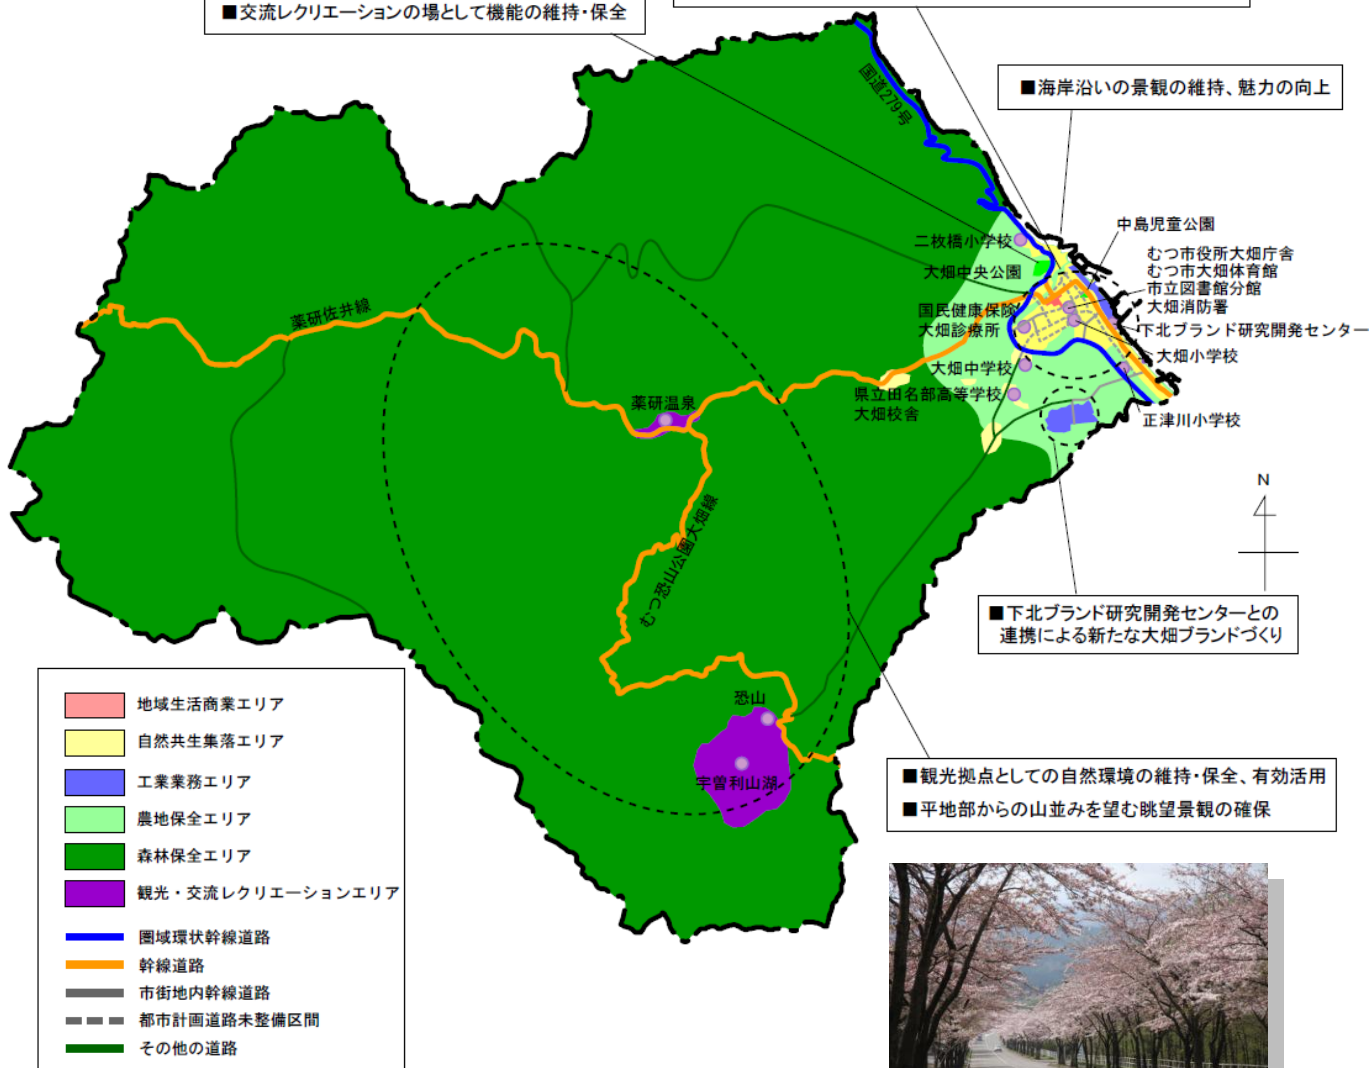 ■交流レクリエーションの場として機能の維持・保全
■海岸沿いの景観の維持、魅力の向上
国道279号
中島児童公園
二枚橋小学校
むつ市役所大畑庁舎
むつ市大畑体育館
大畑中央公園
市立図書館分館
大畑消防署
国民健康保険
大畑診療所
下北ブランド研究開発センター
大畑小学校
大畑中学校
県立田名部高等学校
大畑校舎
正津川小学校
薬研佐井線
薬研温泉
むつ恐山公園大畑線
N
■下北ブランド研究開発センターとの
連携による新たな大畑ブランドづくり
恐山
宇曽利山湖
■観光拠点としての自然環境の維持・保全、有効活用
■平地部からの山並みを望む眺望景観の確保
地域生活商業エリア
自然共生集落エリア
工業業務エリア
農地保全エリア
森林保全エリア
観光・交流レクリエーションエリア
圏域環状幹線道路
幹線道路
市街地内幹線道路
都市計画道路未整備区間
その他の道路